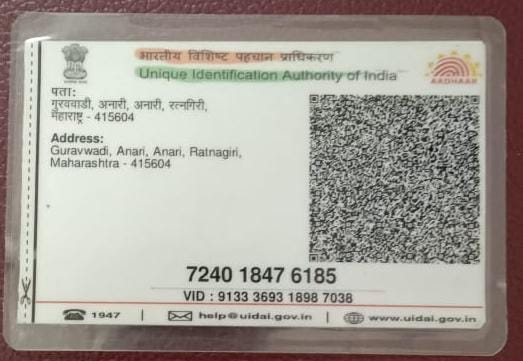 भारतीय विशिष्ट पहचान प्राधिकरण
Unique Identification Authority of India
AADHAAR
पता:
गुरववाडी, अनारी, अनारी, रत्नागिरी,
महाराष्ट्र - 415604
Address:
Guravwadi, Anari, Anari, Ratnagiri,
Maharashtra - 415604
7240 1847 6185
VID : 9133 3693 1898 7038
1947 | help@uidai.gov.in | www.uidai.gov.in